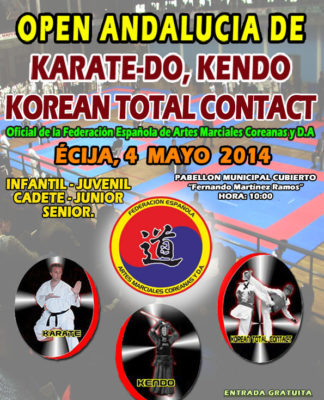 OPEN ANDALUCIA DE
KARATE-DO, KENDO
KOREAN TOTAL CONTACT
Oficial de la Federación Española de Artes Marciales Coreanas y D.A
ÉCIJA, 4 MAYO 2014
INFANTIL - JUVENIL
CADETE - JUNIOR
SENIOR.
PABELLON MUNICIPAL CUBIERTO
"Fernando Martinez Ramos"
HORA: 10:00
FEDERACIÓN ESPAÑOLA
道
ARTES MARCIALES COREANAS Y D.A
KARATE
KENDO
KOREAN TOTAL CONTACT
ENTRADA GRATUITA